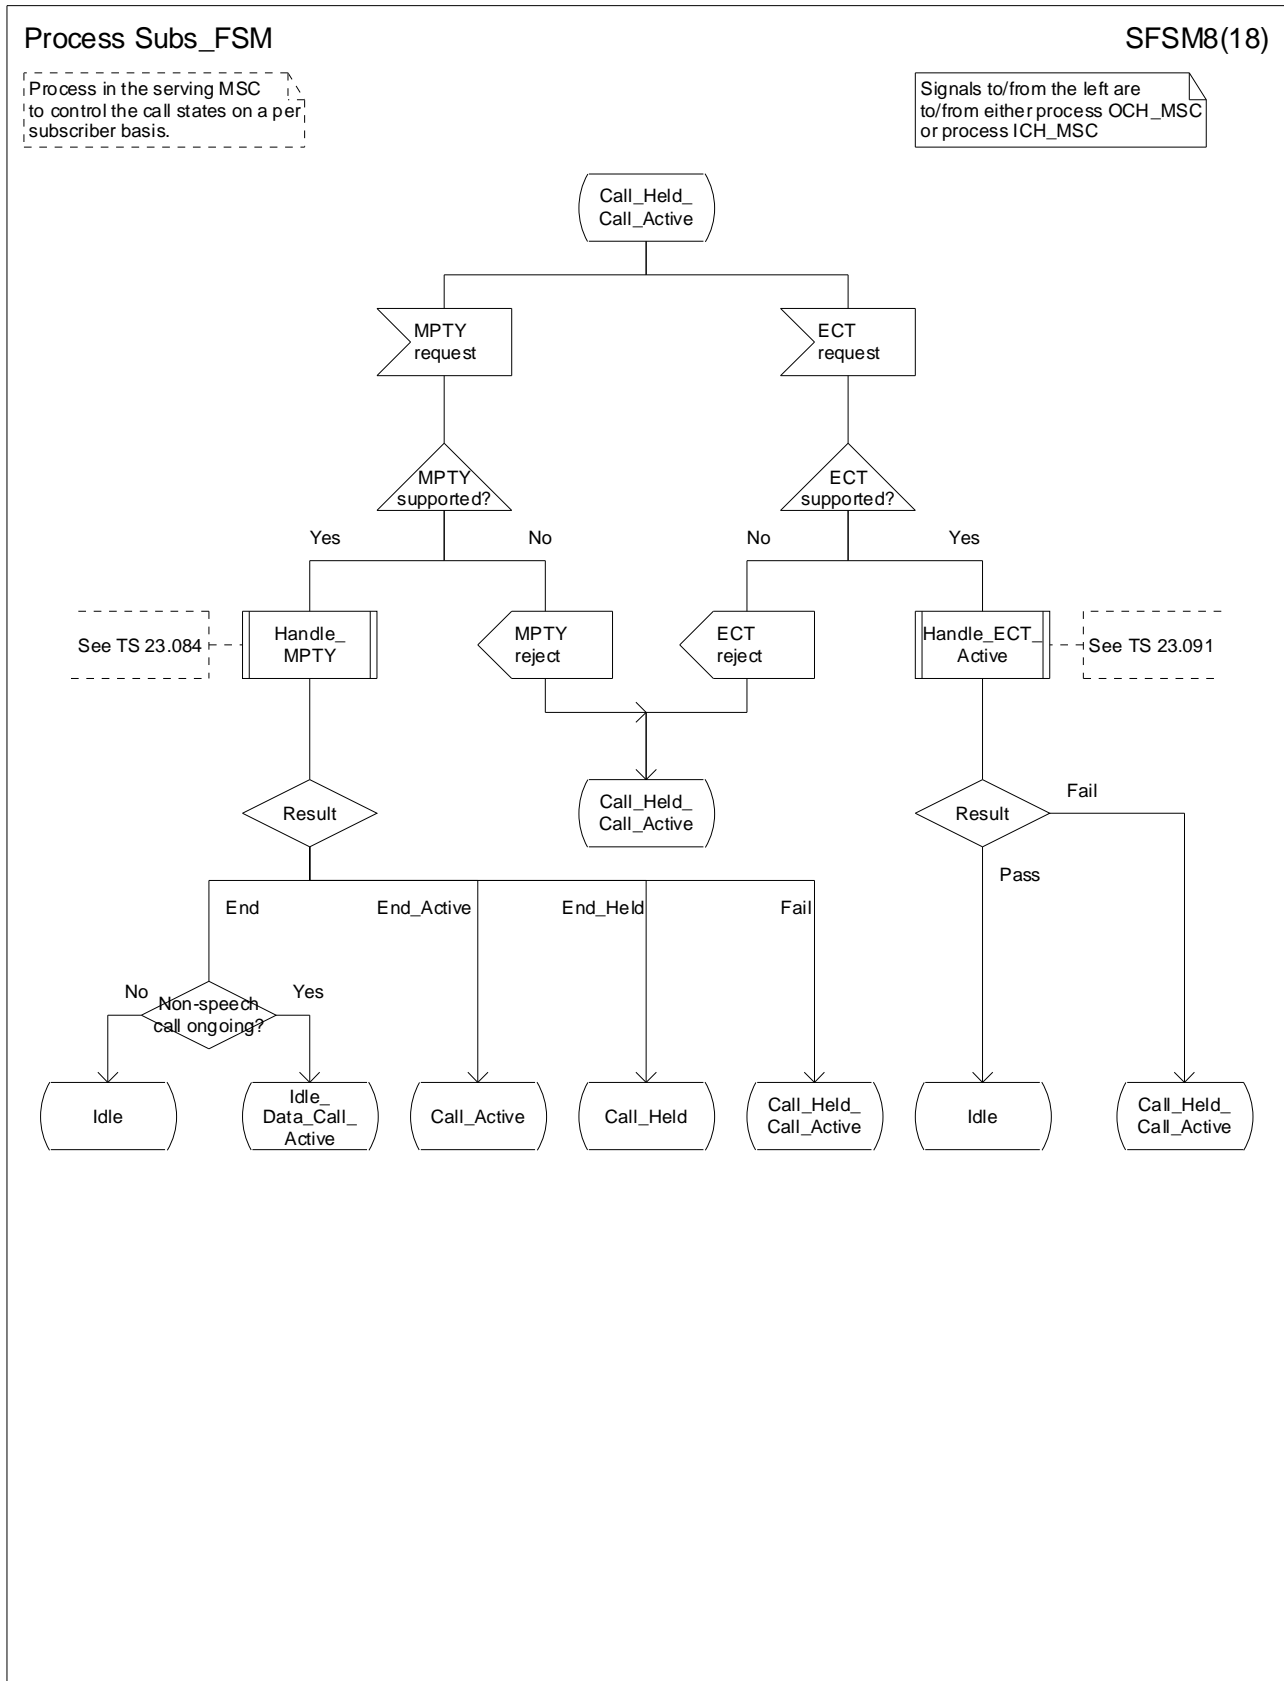 Process Subs_FSM
SFSM8(18)
Process in the serving MSC
to control the call states on a per
subscriber basis.
Signals to/from the left are
to/from either process OCH_MSC
or process ICH_MSC
Call_Held_
Call_Active
MPTY
request
ECT
request
MPTY
supported?
ECT
supported?
Yes
No
No
Yes
See TS 23.084
Handle_
MPTY
MPTY
reject
ECT
reject
Handle_ECT_
Active
See TS 23.091
Result
Call_Held_
Call_Active
Result
Fail
Pass
End
End_Active
End_Held
Fail
No
Non-speech
call ongoing?
Yes
Idle
Idle_
Data_Call_
Active
Call_Active
Call_Held
Call_Held_
Call_Active
Idle
Call_Held_
Call_Active